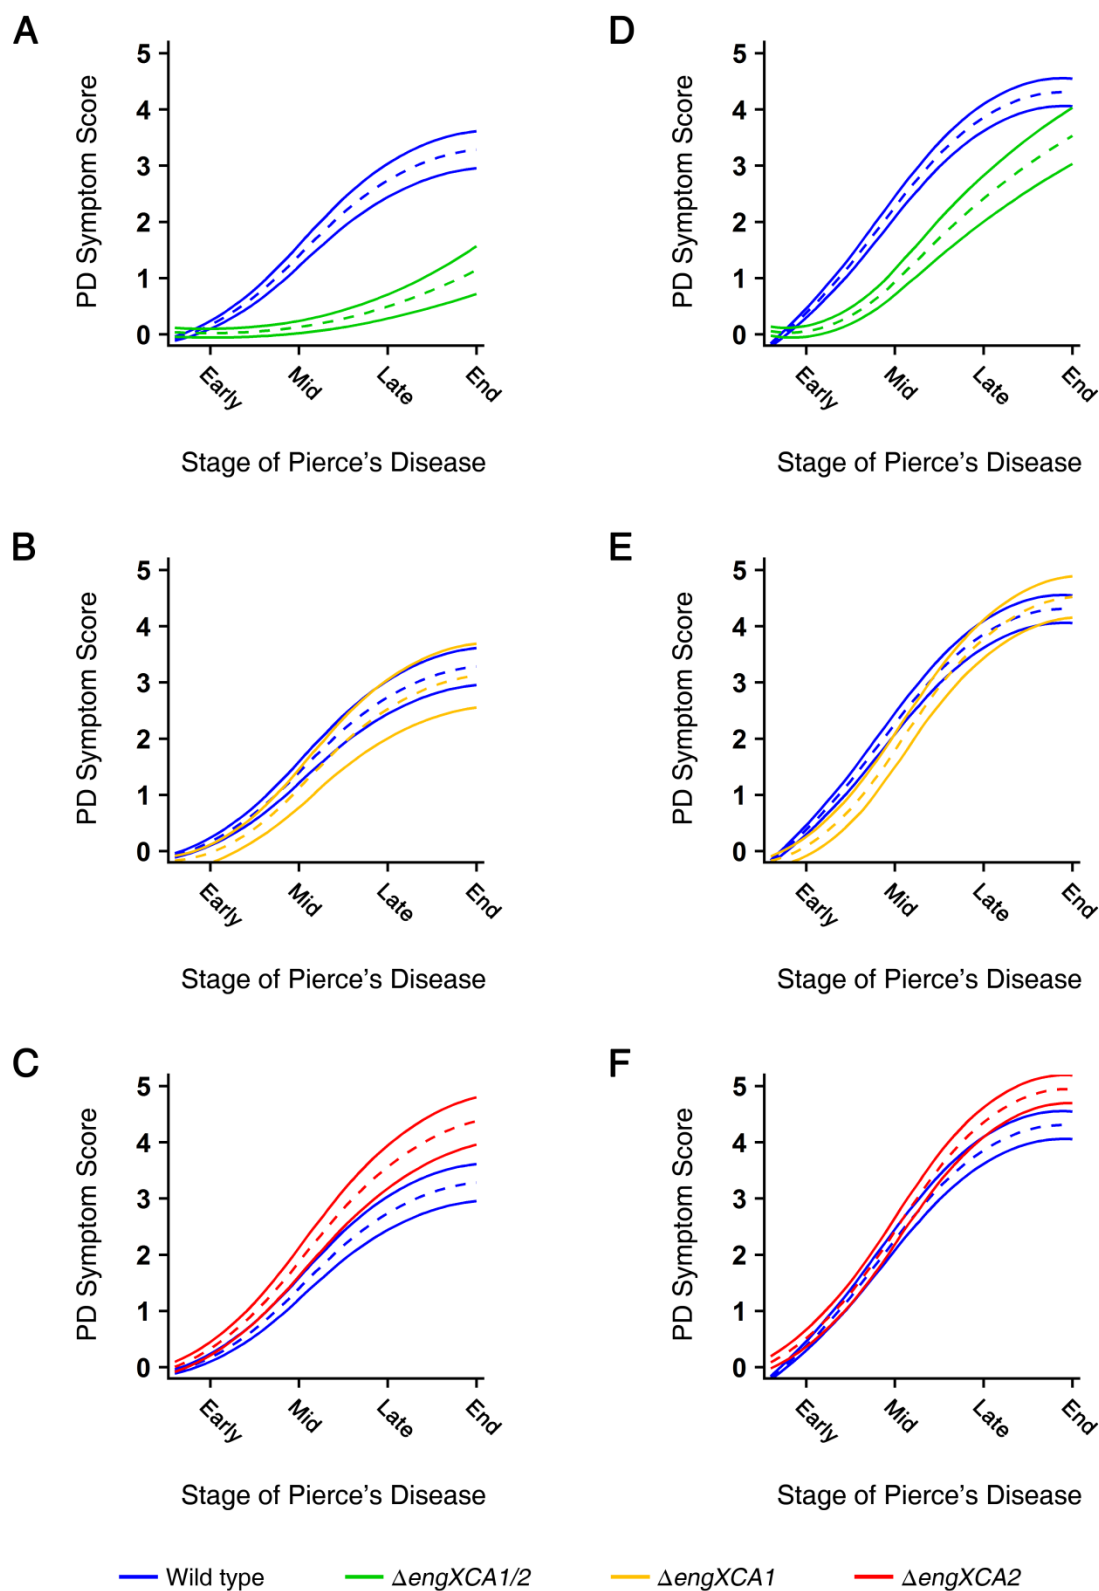 A
PD Symptom Score
5
4
3
2
1
0
Early
Mid
Late
End
Stage of Pierce's Disease
D
PD Symptom Score
5
4
3
2
1
0
Early
Mid
Late
End
Stage of Pierce's Disease
B
PD Symptom Score
5
4
3
2
1
0
Early
Mid
Late
End
Stage of Pierce's Disease
E
PD Symptom Score
5
4
3
2
1
0
Early
Mid
Late
End
Stage of Pierce's Disease
C
PD Symptom Score
5
4
3
2
1
0
Early
Mid
Late
End
Stage of Pierce's Disease
F
PD Symptom Score
5
4
3
2
1
0
Early
Mid
Late
End
Stage of Pierce's Disease
Wild type
ΔengXCA1/2
ΔengXCA1
ΔengXCA2